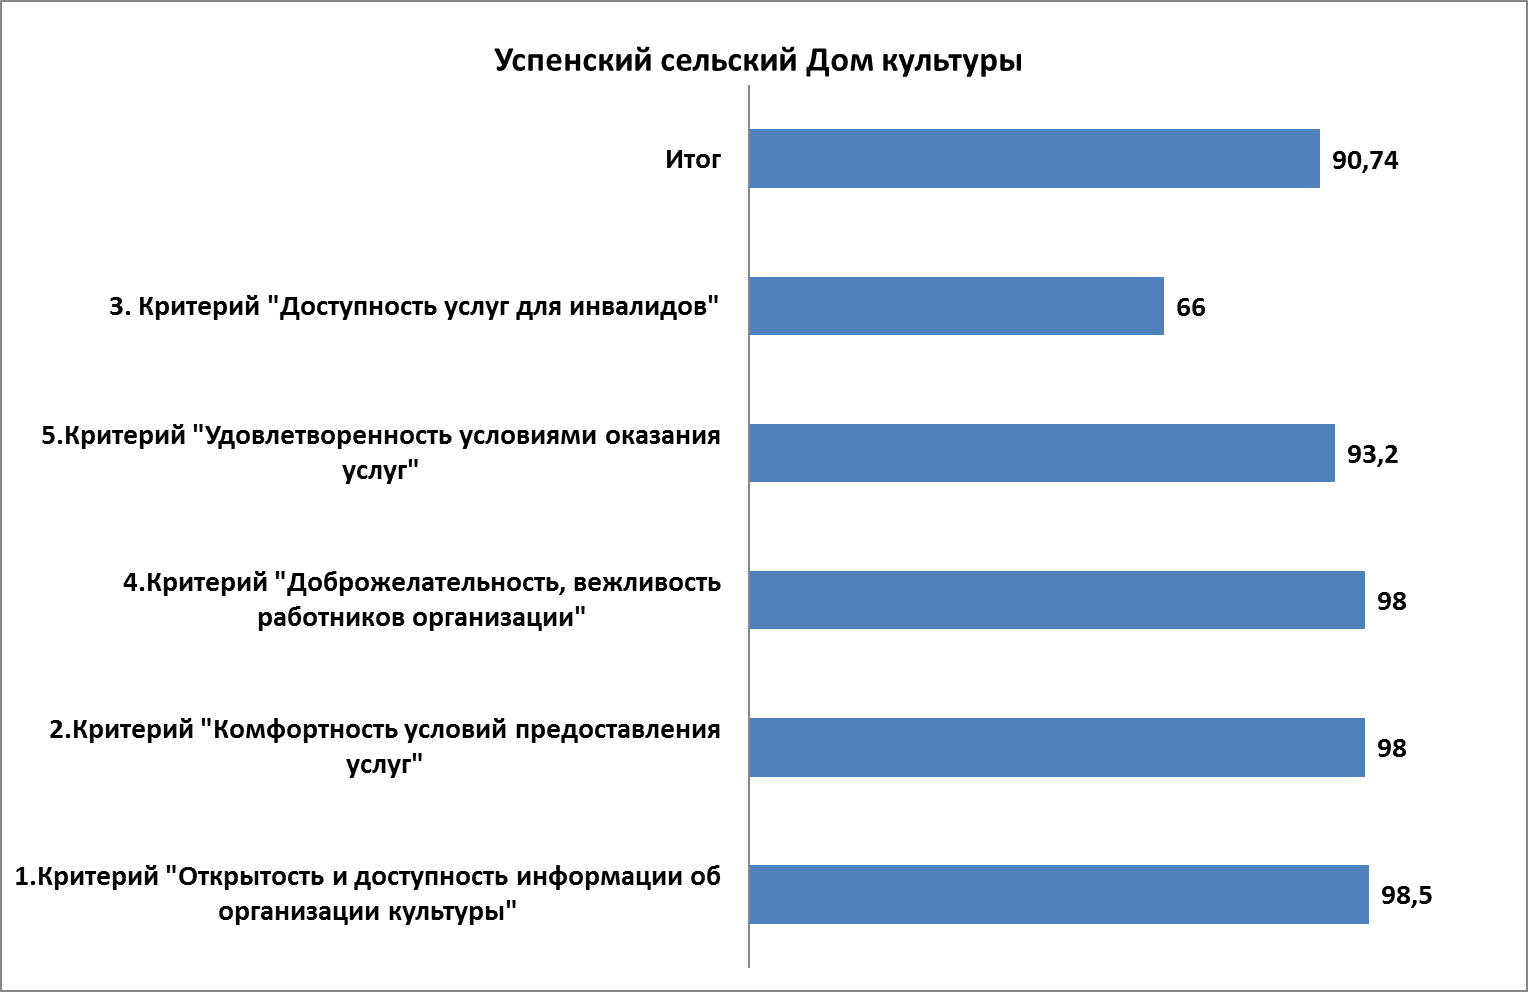 Успенский сельский Дом культуры
Итог
90,74
3. Критерий "Доступность услуг для инвалидов"
66
5.Критерий "Удовлетворенность условиями оказания
услуг"
93,2
4.Критерий "Доброжелательность, вежливость
работников организации"
98
2.Критерий "Комфортность условий предоставления
услуг"
98
1.Критерий "Открытость и доступность информации об
организации культуры"
98,5